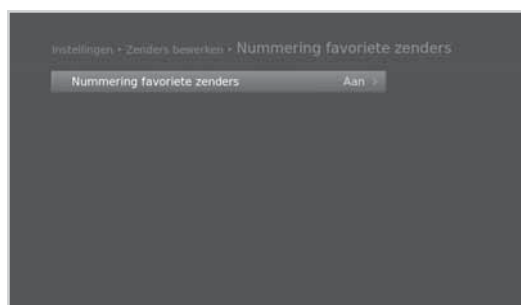 Instellingen • Zenders bewerken • Nummering favoriete zenders
Nummering favoriete zenders Aan >